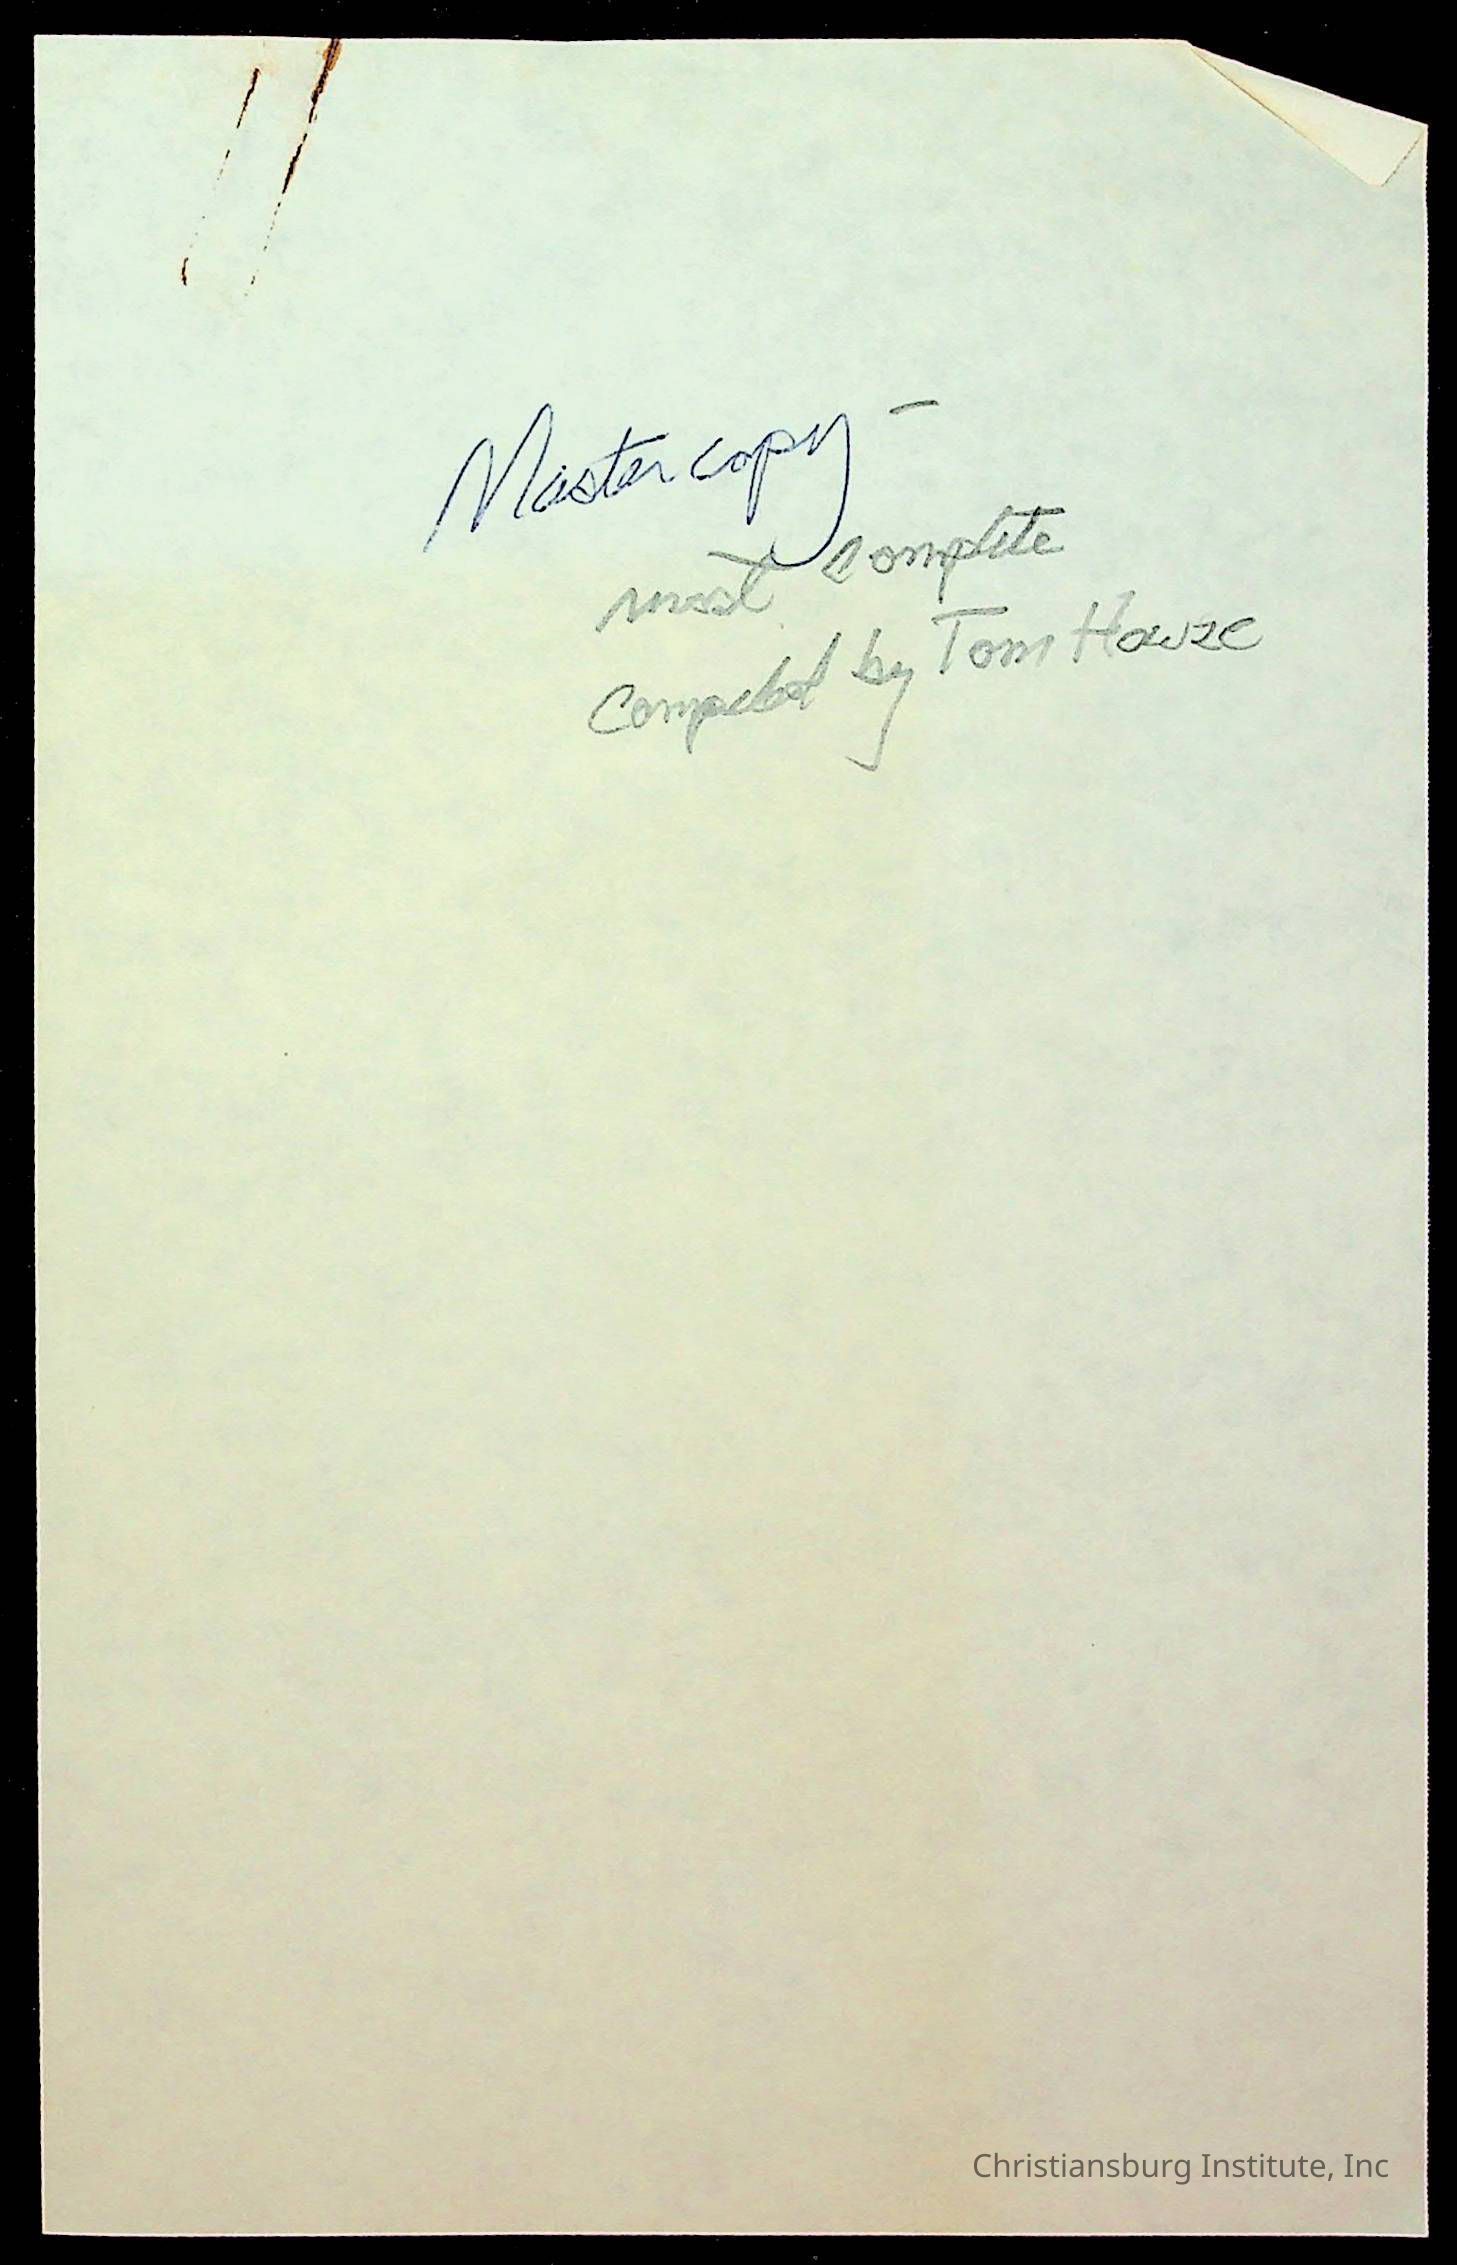 Master copy -
most complete
Compiled by Tom Hawze
Christiansburg Institute, Inc